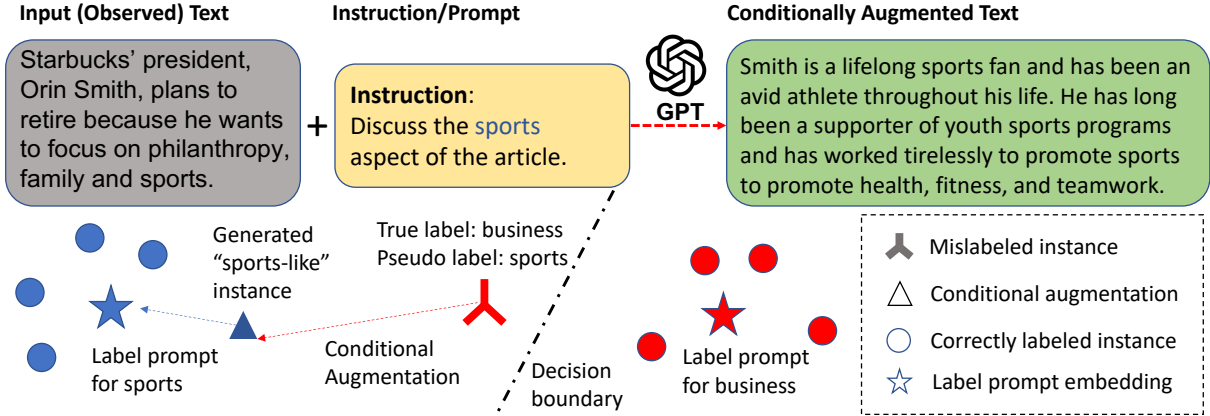 Input (Observed) Text
Instruction/Prompt
Conditionally Augmented Text
Starbucks' president,
Orin Smith, plans to
retire because he wants
to focus on philanthropy,
family and sports.
+
Instruction:
Discuss the sports
aspect of the article.
GPT
Smith is a lifelong sports fan and has been an
avid athlete throughout his life. He has long
been a supporter of youth sports programs
and has worked tirelessly to promote sports
to promote health, fitness, and teamwork.
Generated
“sports-like”
instance
True label: business
Pseudo label: sports
Label prompt
for sports
Conditional
Augmentation
Decision
boundary
Label prompt
for business
Mislabeled instance
Conditional augmentation
Correctly labeled instance
Label prompt embedding